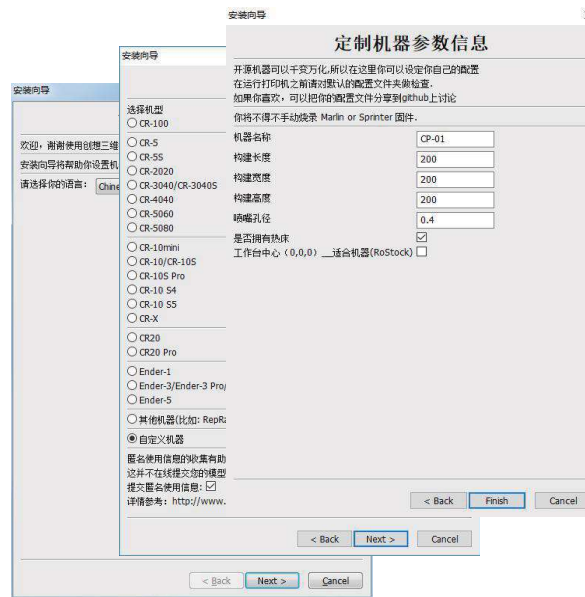 安装向导
欢迎，谢谢使用创想三维
安装向导将帮助你设置机
请选择你的语言：
Chine
< Back
Next >
Cancel
安装向导
选择机型
CR-100
CR-5
CR-5S
CR-2020
CR-3040/CR-3040S
CR-4040
CR-5060
CR-5080
CR-10mini
CR-10/CR-10S
CR-10S Pro
CR-10 S4
CR-10 S5
CR-X
CR20
CR20 Pro
Ender-1
Ender-3/Ender-3 Pro/
Ender-5
其他机器(比如: RepRa
自定义机器
匿名使用信息的收集有助
这并不在线提交您的模型
提交匿名使用信息:
详情参考: http://www.
< Back
Next >
Cancel
安装向导
定制机器参数信息
开源机器可以千变万化,所以在这里你可以设定你自己的配置
在运行打印机之前请对默认的配置文件夹做检查.
如果你喜欢，可以把你的配置文件分享到github上讨论
你将不得不手动烧录 Marlin or Sprinter 固件.
机器名称 CP-01
构建长度 200
构建宽度 200
构建高度 200
喷嘴孔径 0.4
是否拥有热床
工作台中心（0,0,0）__适合机器(RoStock)
< Back
Finish
Cancel